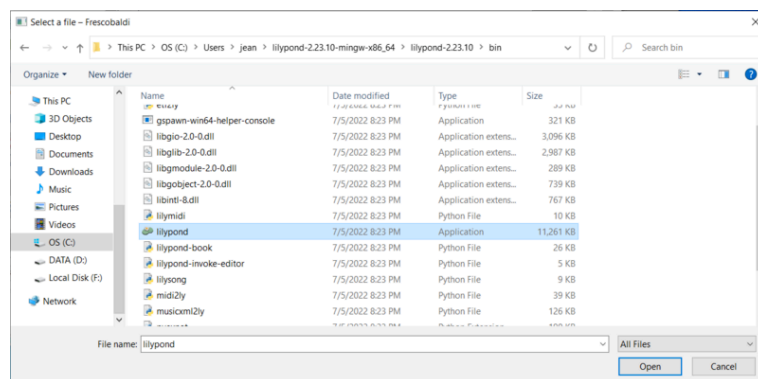 Select a file – Frescobaldi
This PC > OS (C:) > Users > jean > lilypond-2.23.10-mingw-x86_64 > lilypond-2.23.10 > bin
Search bin
Organize
New folder
This PC
3D Objects
Desktop
Documents
Downloads
Music
Pictures
Videos
OS (C:)
DATA (D:)
Local Disk (F:)
Network
Name Date modified Type Size
gspawn-win64-helper-console 7/5/2022 8:23 PM Application 321 KB
libgio-2.0-0.dll 7/5/2022 8:23 PM Application extens... 3,096 KB
libglib-2.0-0.dll 7/5/2022 8:23 PM Application extens... 2,987 KB
libgmodule-2.0-0.dll 7/5/2022 8:23 PM Application extens... 289 KB
libgobject-2.0-0.dll 7/5/2022 8:23 PM Application extens... 739 KB
libintl-8.dll 7/5/2022 8:23 PM Application extens... 767 KB
lilymidi 7/5/2022 8:23 PM Python File 10 KB
lilypond 7/5/2022 8:23 PM Application 11,261 KB
lilypond-book 7/5/2022 8:23 PM Python File 26 KB
lilypond-invoke-editor 7/5/2022 8:23 PM Python File 5 KB
lilysong 7/5/2022 8:23 PM Python File 9 KB
midi2ly 7/5/2022 8:23 PM Python File 39 KB
musicxml2ly 7/5/2022 8:23 PM Python File 126 KB
File name: lilypond
All Files
Open
Cancel